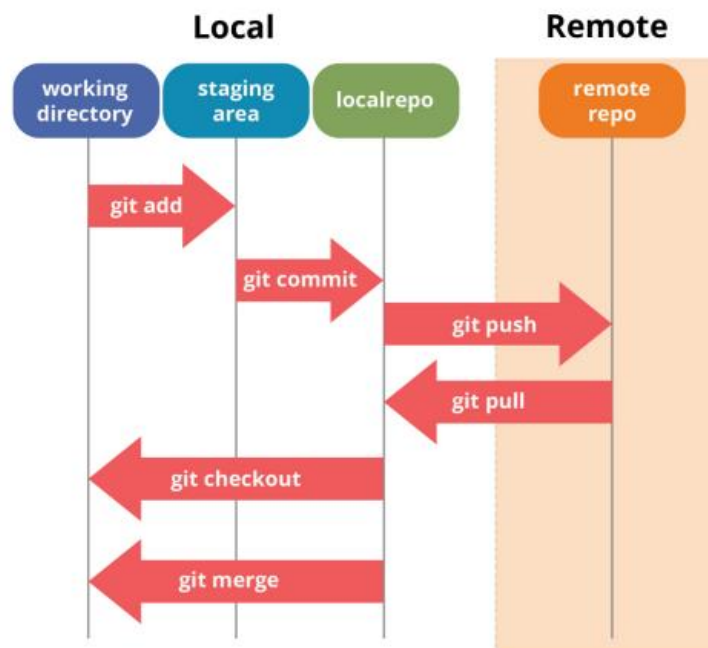 Local
Remote
working
directory
staging
area
localrepo
remote
repo
git add
git commit
git push
git pull
git checkout
git merge